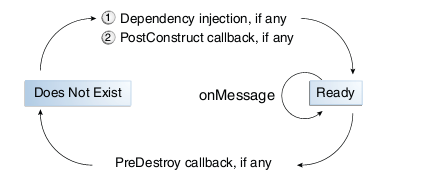 1 Dependency injection, if any
2 PostConstruct callback, if any
Does Not Exist
onMessage
Ready
PreDestroy callback, if any